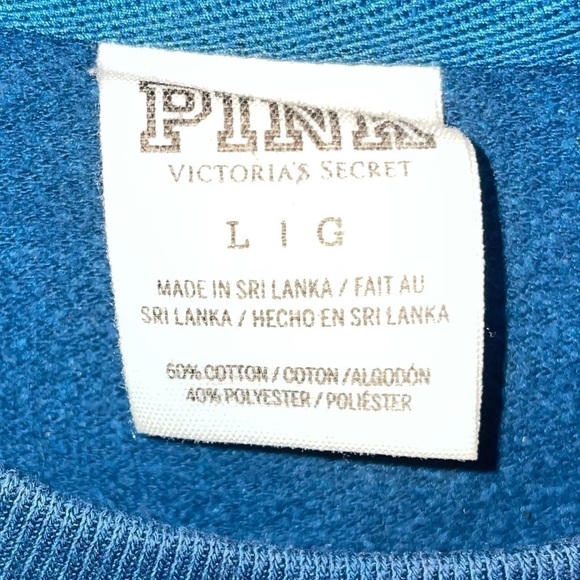 PINK
VICTORIA'S SECRET
L | G
MADE IN SRI LANKA / FAIT AU
SRI LANKA / HECHO EN SRI LANKA
60% COTTON / COTON / ALGODÓN
40% POLYESTER / POLIÉSTER